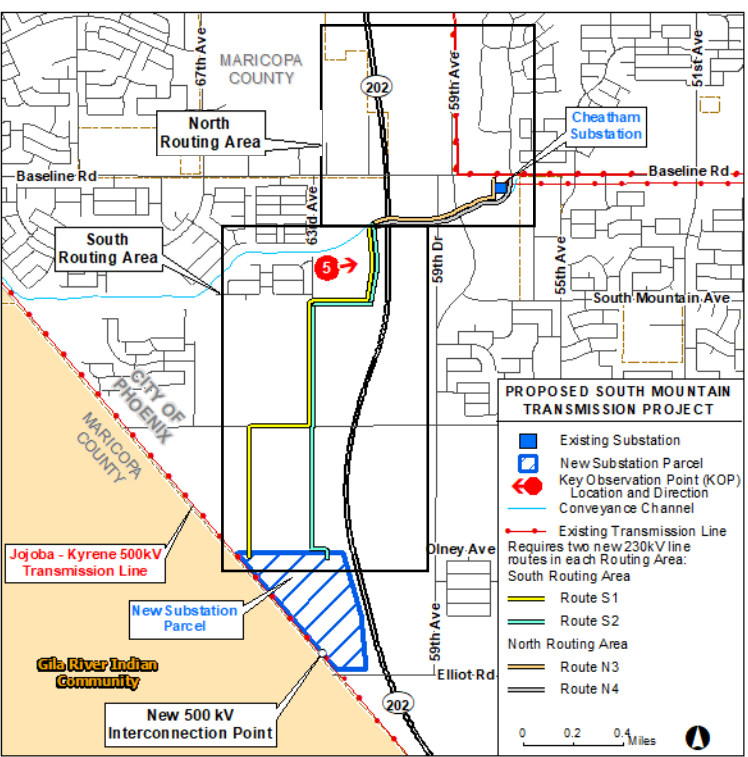 67th Ave
MARICOPA
COUNTY
202
59th Ave
51st Ave
North
Routing Area
Cheatham
Substation
Baseline Rd
Baseline Rd
63rd Ave
South
Routing Area
5
59th Dr
55th Ave
South Mountain Ave
CITY OF
PHOENIX
MARICOPA
COUNTY
PROPOSED SOUTH MOUNTAIN
TRANSMISSION PROJECT
Existing Substation
New Substation Parcel
Key Observation Point (KOP)
Location and Direction
Conveyance Channel
Existing Transmission Line
Requires two new 230kV line
routes in each Routing Area:
South Routing Area
Route S1
Route S2
North Routing Area
Route N3
Route N4
0 0.2 0.4
Miles
Jojoba - Kyrene 500kV
Transmission Line
Olney Ave
New Substation
Parcel
59th Ave
Gila River Indian
Community
Elliot Rd
202
New 500 kV
Interconnection Point